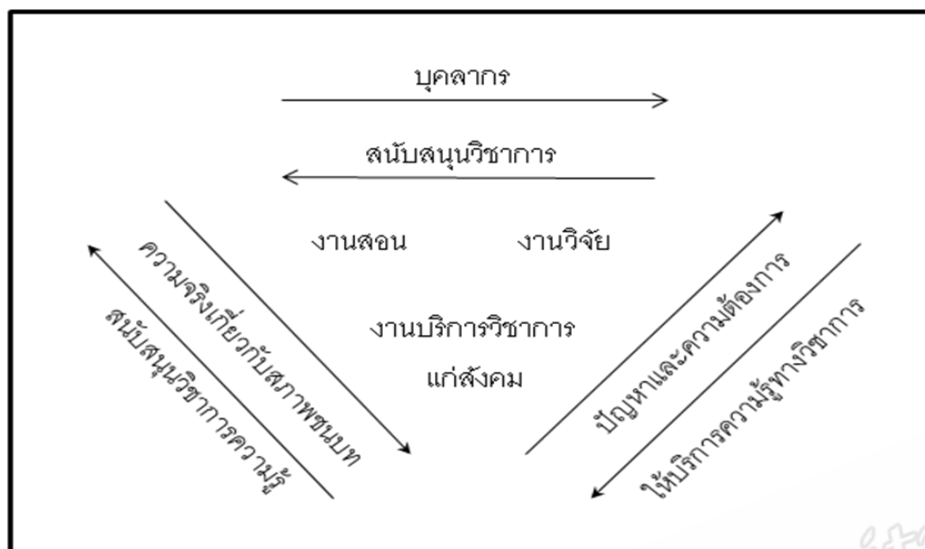 บุคลากร
สนับสนุนวิชาการ
งานสอน
งานวิจัย
งานบริการวิชาการ
แก่สังคม
ความจริงเกี่ยวกับสภาพชนบท
สนับสนุนวิชาการความรู้
ปัญหาและความต้องการ
ให้บริการความรู้ทางวิชาการ